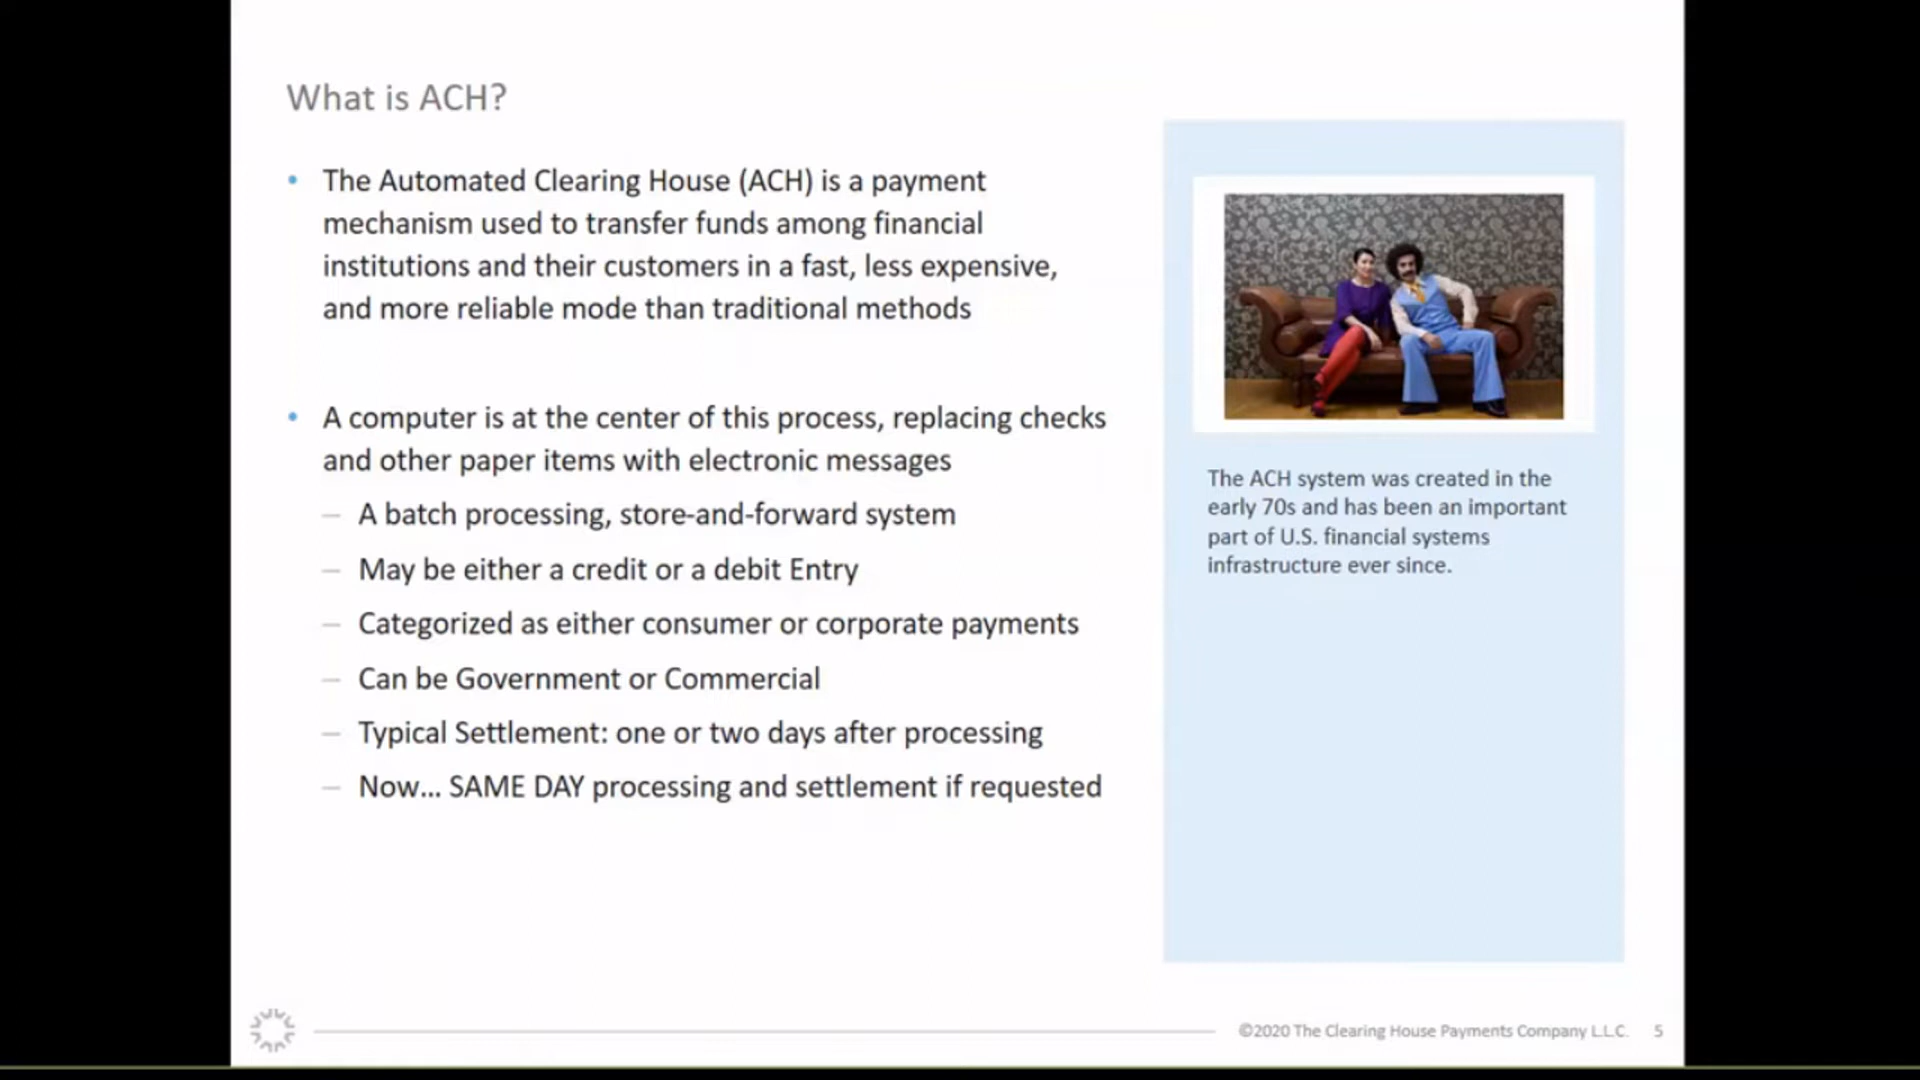 What is ACH?
• The Automated Clearing House (ACH) is a payment
mechanism used to transfer funds among financial
institutions and their customers in a fast, less expensive,
and more reliable mode than traditional methods
• A computer is at the center of this process, replacing checks
and other paper items with electronic messages
– A batch processing, store-and-forward system
– May be either a credit or a debit Entry
– Categorized as either consumer or corporate payments
– Can be Government or Commercial
– Typical Settlement: one or two days after processing
– Now... SAME DAY processing and settlement if requested
The ACH system was created in the
early 70s and has been an important
part of U.S. financial systems
infrastructure ever since.
©2020 The Clearing House Payments Company L.L.C. 5